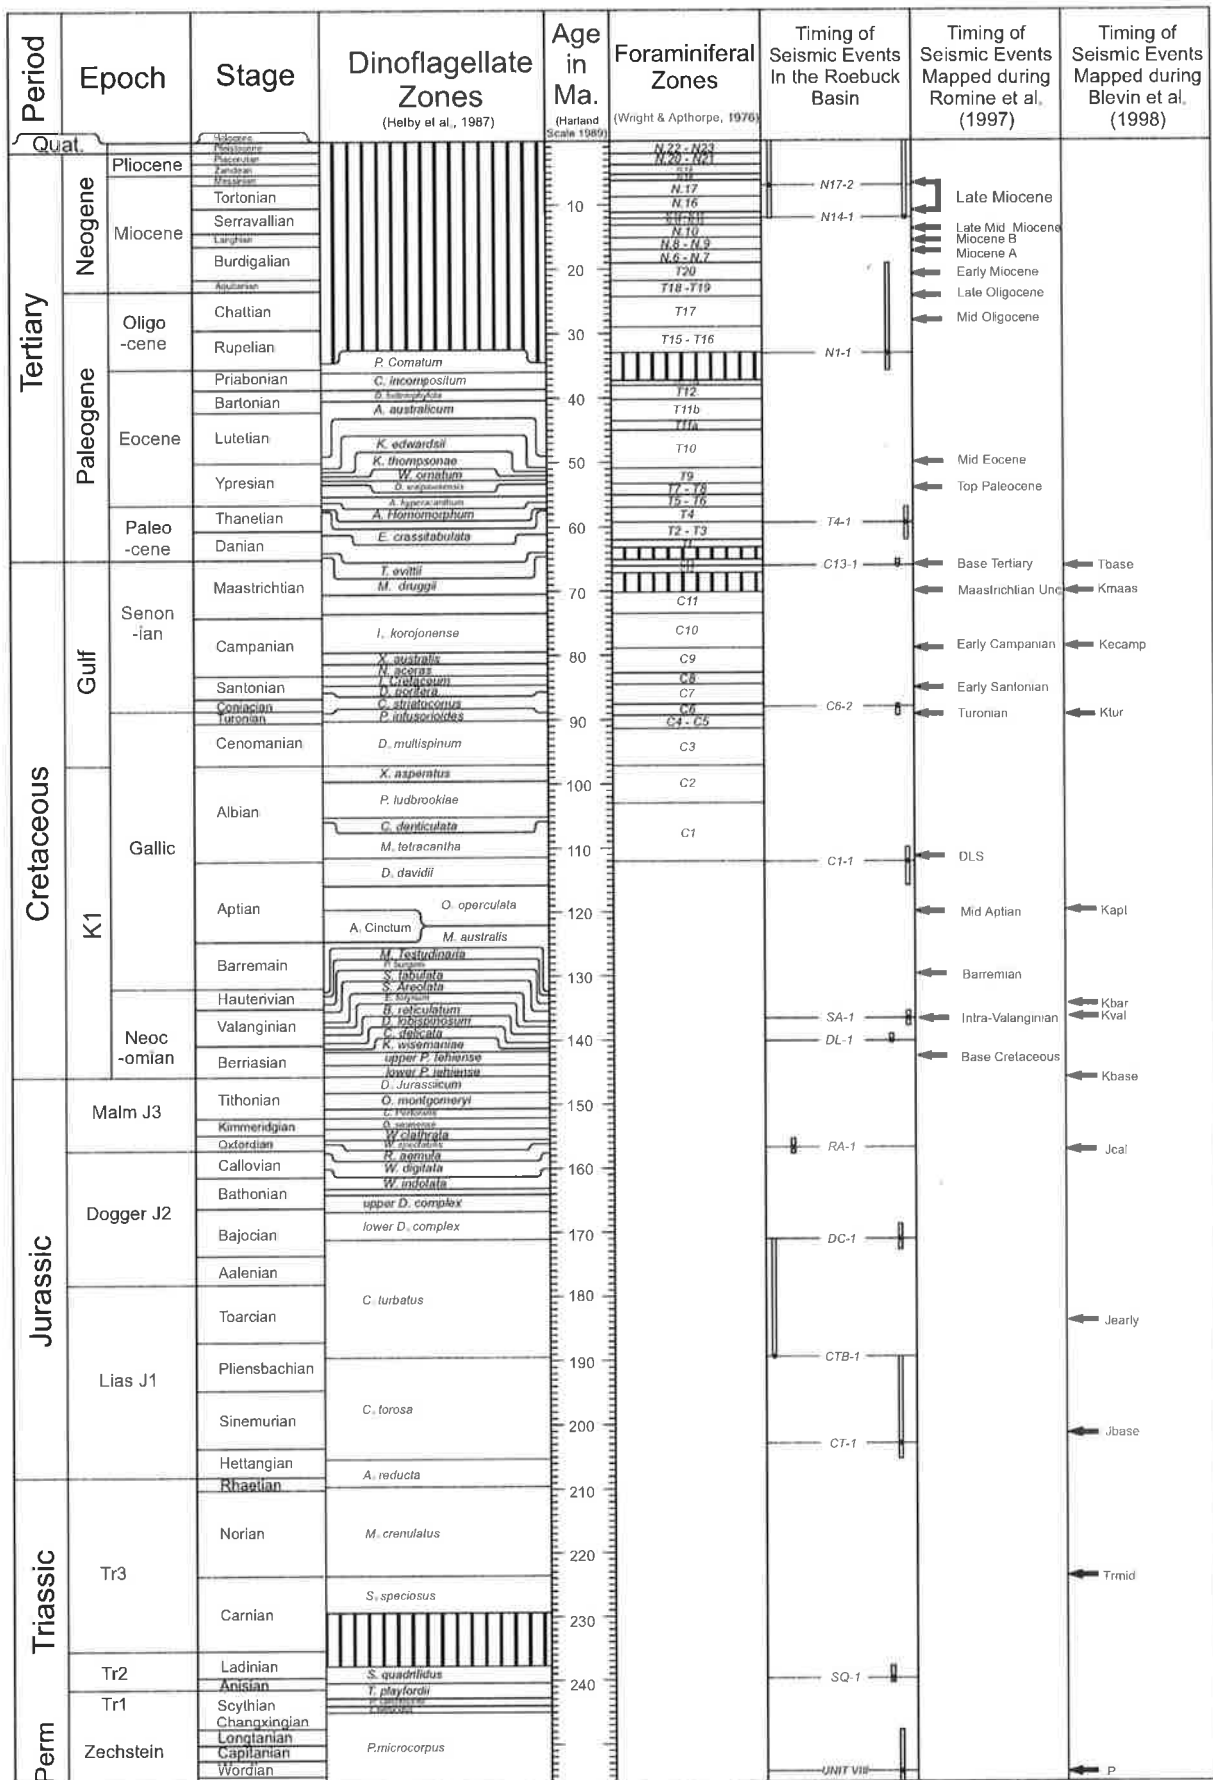 Period
Epoch
Stage
Dinoflagellate
Zones
(Helby et al., 1987)
Age
in
Ma.
(Harland
Scale 1989)
Foraminiferal
Zones
(Wright & Apthorpe, 1976)
Timing of
Seismic Events
In the Roebuck
Basin
Timing of
Seismic Events
Mapped during
Romine et al.
(1997)
Timing of
Seismic Events
Mapped during
Blevin et al.
(1998)
Quat.
Tertiary
Cretaceous
Jurassic
Triassic
Perm
Neogene
Paleogene
Gulf
K1
Pliocene
Miocene
Oligo
-cene
Eocene
Paleo
-cene
Senon
-ian
Gallic
Neoc
-omian
Malm J3
Dogger J2
Lias J1
Tr3
Tr2
Tr1
Zechstein
Holocene
Pleistocene
Zanclean
Messinian
Tortonian
Serravallian
Langhian
Burdigalian
Aquitanian
Chattian
Rupelian
Priabonian
Bartonian
Lutetian
Ypresian
Thanetian
Danian
Maastrichtian
Campanian
Santonian
Coniacian
Turonian
Cenomanian
Albian
Aptian
Barremain
Hauterivian
Valanginian
Berriasian
Tithonian
Kimmeridgian
Oxfordian
Callovian
Bathonian
Bajocian
Aalenian
Toarcian
Pliensbachian
Sinemurian
Hettangian
Rhaetian
Norian
Carnian
Ladinian
Anisian
Scythian
Changxingian
Longtanian
Capitanian
Wordian
P. Comatum
C. incompositum
A. australicum
K. edwardsii
K. thompsonae
W. ornatum
A. hyperacanthum
A. Homomorphum
E. crassitabulata
T. evittii
M. druggii
I. korojonense
X. australis
N. aceras
I. Cretaceum
O. porifera
C. striatoconus
P. infusorioides
D. multispinum
X. asperatus
P. ludbrookiae
C. denticulata
M. tetracantha
D. davidii
O. operculata
A. Cinctum
M. australis
M. Testudinaria
S. tabulata
S. Areolata
B. reticulatum
D. lobispinosum
C. delicata
K. wisemaniae
upper P. iehiense
lower P. iehiense
D. Jurassicum
O. montgomeryi
W clathrata
R. aemula
W. digitata
W. indotata
upper D. complex
lower D. complex
C. turbatus
C. torosa
A. reducta
M. crenulatus
S. speciosus
S. quadrifidus
T. playfordii
P.microcorpus
10
20
30
40
50
60
70
80
90
100
110
120
130
140
150
160
170
180
190
200
210
220
230
240
N.22 - N23
N.20 - N21
N.17
N.16
N.10
N.8 - N.9
N.6 - N.7
T20
T18 -T19
T17
T15 - T16
T12
T11b
T11a
T10
T9
T7 - T8
T5 - T6
T4
T2 - T3
T1
C11
C10
C9
C8
C7
C6
C4 - C5
C3
C2
C1
N17-2
N14-1
N1-1
T4-1
C13-1
C6-2
C1-1
SA-1
DL-1
RA-1
DC-1
CTB-1
CT-1
SQ-1
UNIT VIII
Late Miocene
Late Mid Miocene
Miocene B
Miocene A
Early Miocene
Late Oligocene
Mid Oligocene
Mid Eocene
Top Paleocene
Base Tertiary
Maastrichtian Unc
Early Campanian
Early Santonian
Turonian
DLS
Mid Aptian
Barremian
Intra-Valanginian
Base Cretaceous
Tbase
Kmaas
Kecamp
Ktur
Kapt
Kbar
Kval
Kbase
Jcal
Jearly
Jbase
Trmid
P